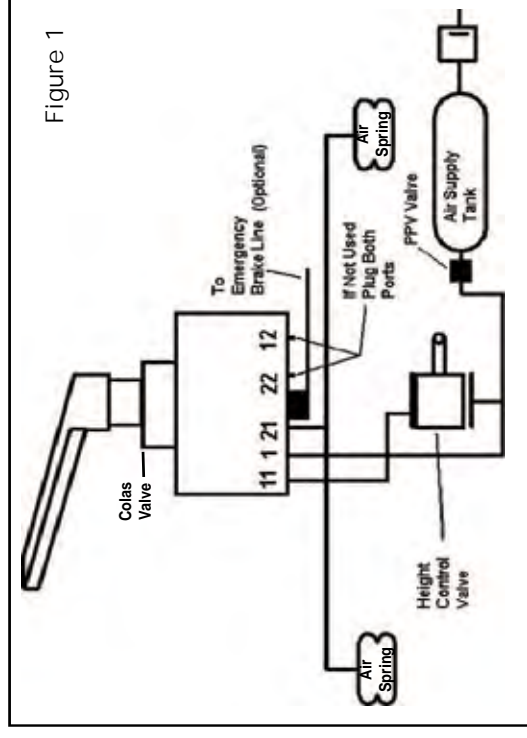 Figure 1
Colas
Valve
To
Emergency
Brake Line (Optional)
11 1 21 22 12
If Not Used
Plug Both
Ports
Air
Spring
Air
Spring
Height
Control
Valve
PPV Valve
Air Supply
Tank